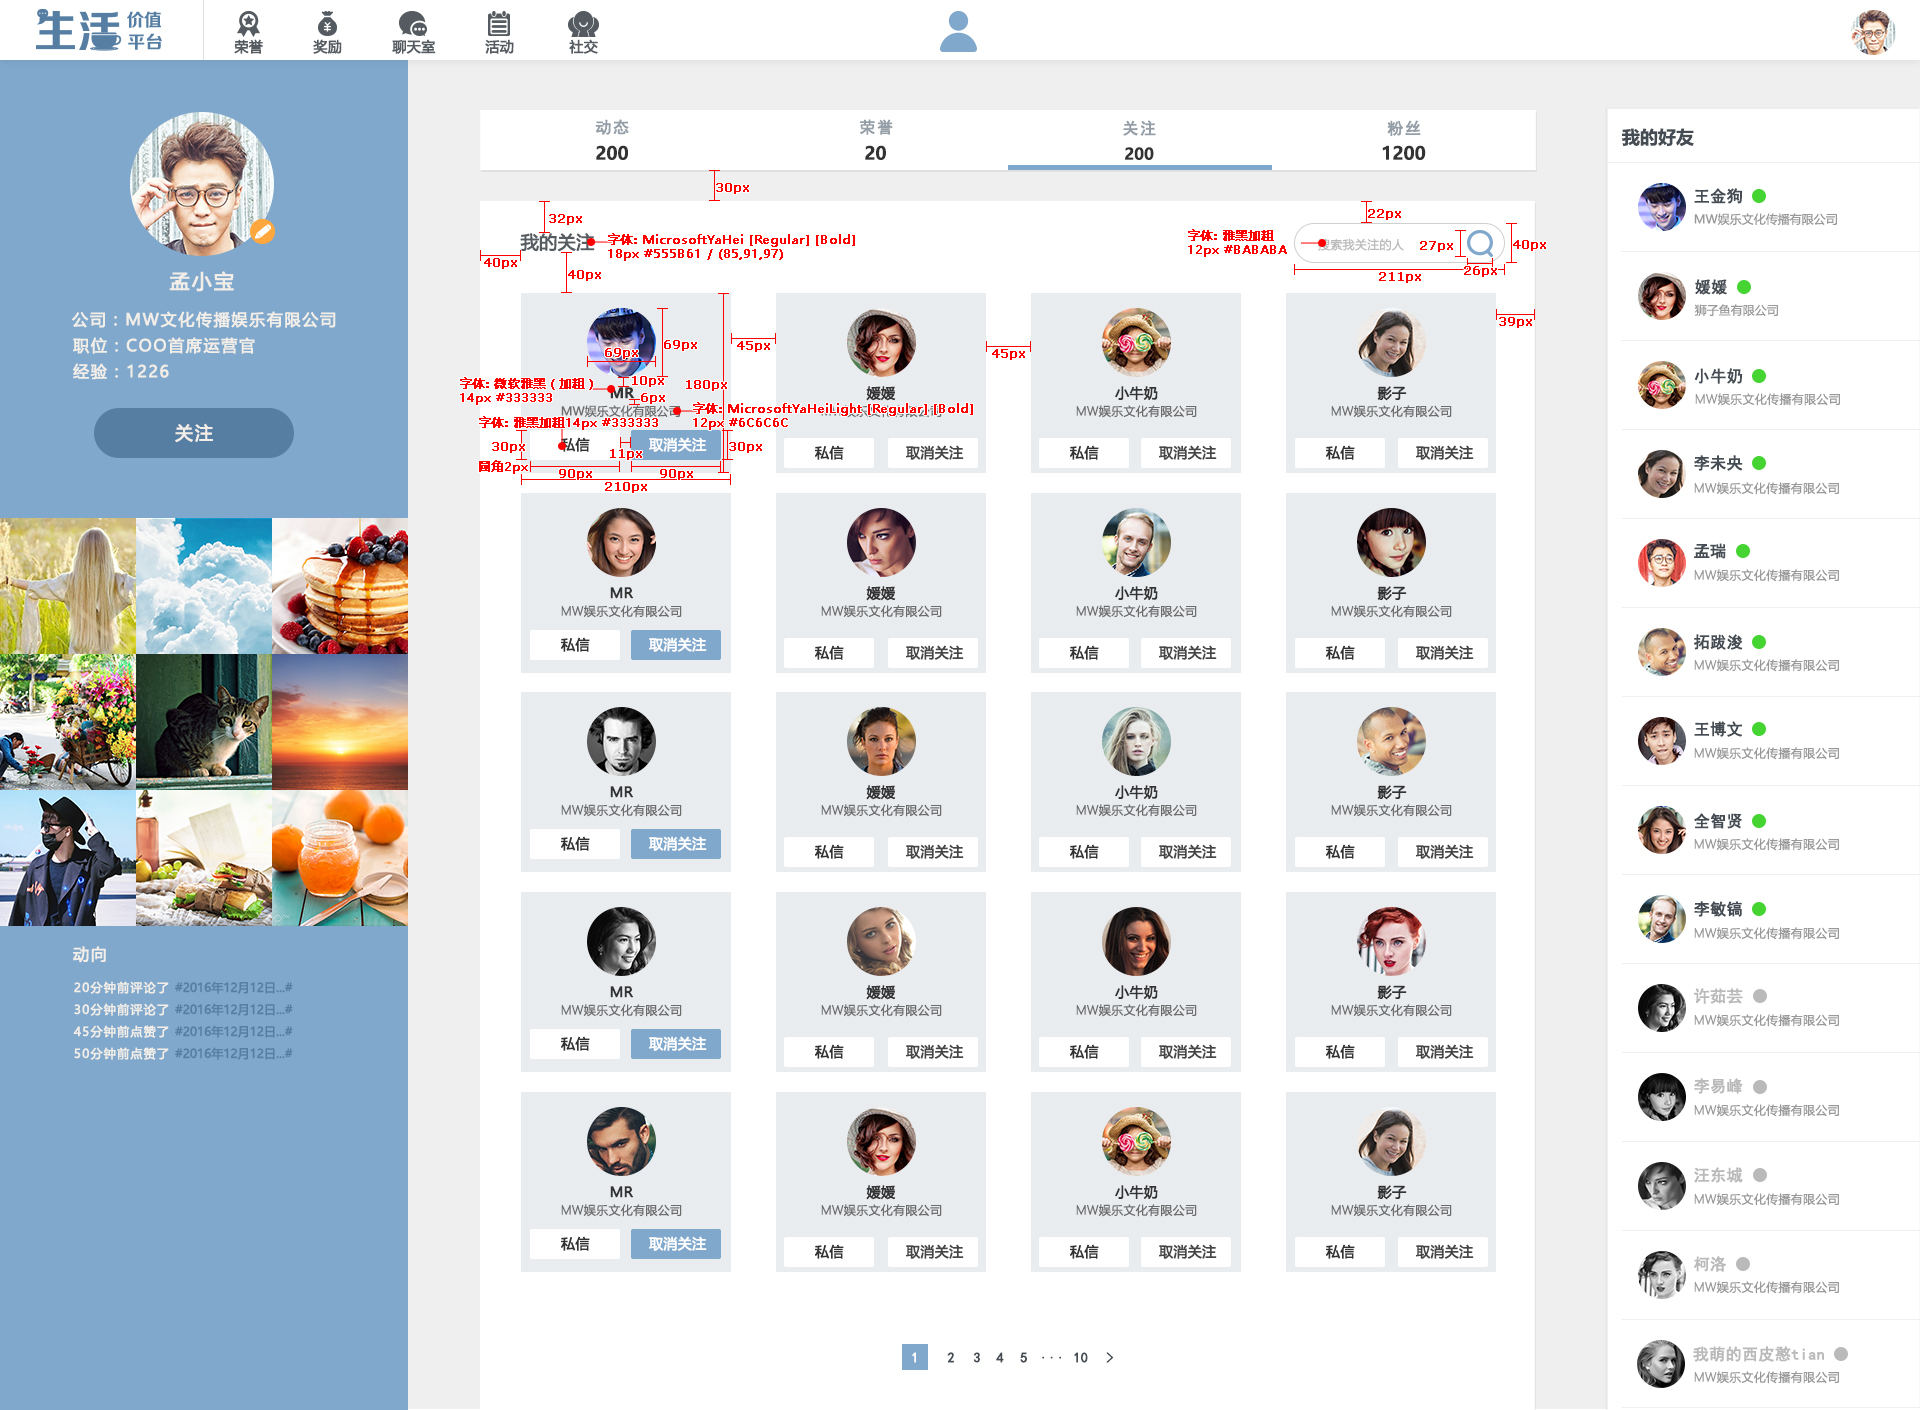 生活 价值平台
荣誉 奖励 聊天室 活动 社交
孟小宝
公司：MW文化传播娱乐有限公司
职位：COO首席运营官
经验：1226
关注
动向
20分钟前评论了 #2016年12月12日...#
30分钟前评论了 #2016年12月12日...#
45分钟前点赞了 #2016年12月12日...#
50分钟前点赞了 #2016年12月12日...#
动态 荣誉 关注 粉丝
200 20 200 1200
30px
32px
22px
我的关注
字体: MicrosoftYaHei [Regular] [Bold]
18px #555B61 / (85,91,97)
字体: 雅黑加粗
12px #BABABA
搜索我关注的人
27px
40px
26px
211px
40px
40px
39px
69px
69px
45px
45px
10px
180px
字体: 微软雅黑 ( 加粗 )
14px #333333
6px
字体: MicrosoftYaHeiLight [Regular] [Bold]
12px #6C6C6C
字体: 雅黑加粗14px #333333
30px
11px
30px
圆角2px
90px
90px
210px
MR 媛媛 小牛奶 影子
MW娱乐文化有限公司 MW娱乐文化有限公司 MW娱乐文化有限公司 MW娱乐文化有限公司
私信 取消关注 私信 取消关注 私信 取消关注 私信 取消关注
MR 媛媛 小牛奶 影子
MW娱乐文化有限公司 MW娱乐文化有限公司 MW娱乐文化有限公司 MW娱乐文化有限公司
私信 取消关注 私信 取消关注 私信 取消关注 私信 取消关注
MR 媛媛 小牛奶 影子
MW娱乐文化有限公司 MW娱乐文化有限公司 MW娱乐文化有限公司 MW娱乐文化有限公司
私信 取消关注 私信 取消关注 私信 取消关注 私信 取消关注
MR 媛媛 小牛奶 影子
MW娱乐文化有限公司 MW娱乐文化有限公司 MW娱乐文化有限公司 MW娱乐文化有限公司
私信 取消关注 私信 取消关注 私信 取消关注 私信 取消关注
MR 媛媛 小牛奶 影子
MW娱乐文化有限公司 MW娱乐文化有限公司 MW娱乐文化有限公司 MW娱乐文化有限公司
私信 取消关注 私信 取消关注 私信 取消关注 私信 取消关注
1 2 3 4 5 ··· 10 >
我的好友
王金狗
MW娱乐文化传播有限公司
媛媛
狮子鱼有限公司
小牛奶
MW娱乐文化传播有限公司
李未央
MW娱乐文化传播有限公司
孟瑞
MW娱乐文化传播有限公司
拓跋浚
MW娱乐文化传播有限公司
王博文
MW娱乐文化传播有限公司
全智贤
MW娱乐文化传播有限公司
李敏镐
MW娱乐文化传播有限公司
许茹芸
MW娱乐文化传播有限公司
李易峰
MW娱乐文化传播有限公司
汪东城
MW娱乐文化传播有限公司
柯洛
MW娱乐文化传播有限公司
我萌的西皮憨tian
MW娱乐文化传播有限公司